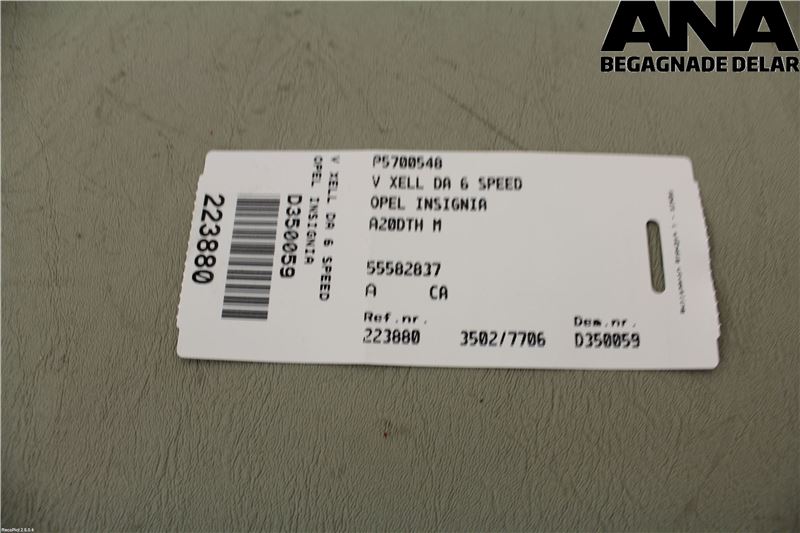 ANA
BEGAGNADE DELAR
P5700548
V XELL DA 6 SPEED
OPEL INSIGNIA
A20DTH M
55582837
A CA
Ref.nr. Dem.nr.
223880 3502/7706 D350059
V XELL DA 6 SPEED
OPEL INSIGNIA
D350059
223880